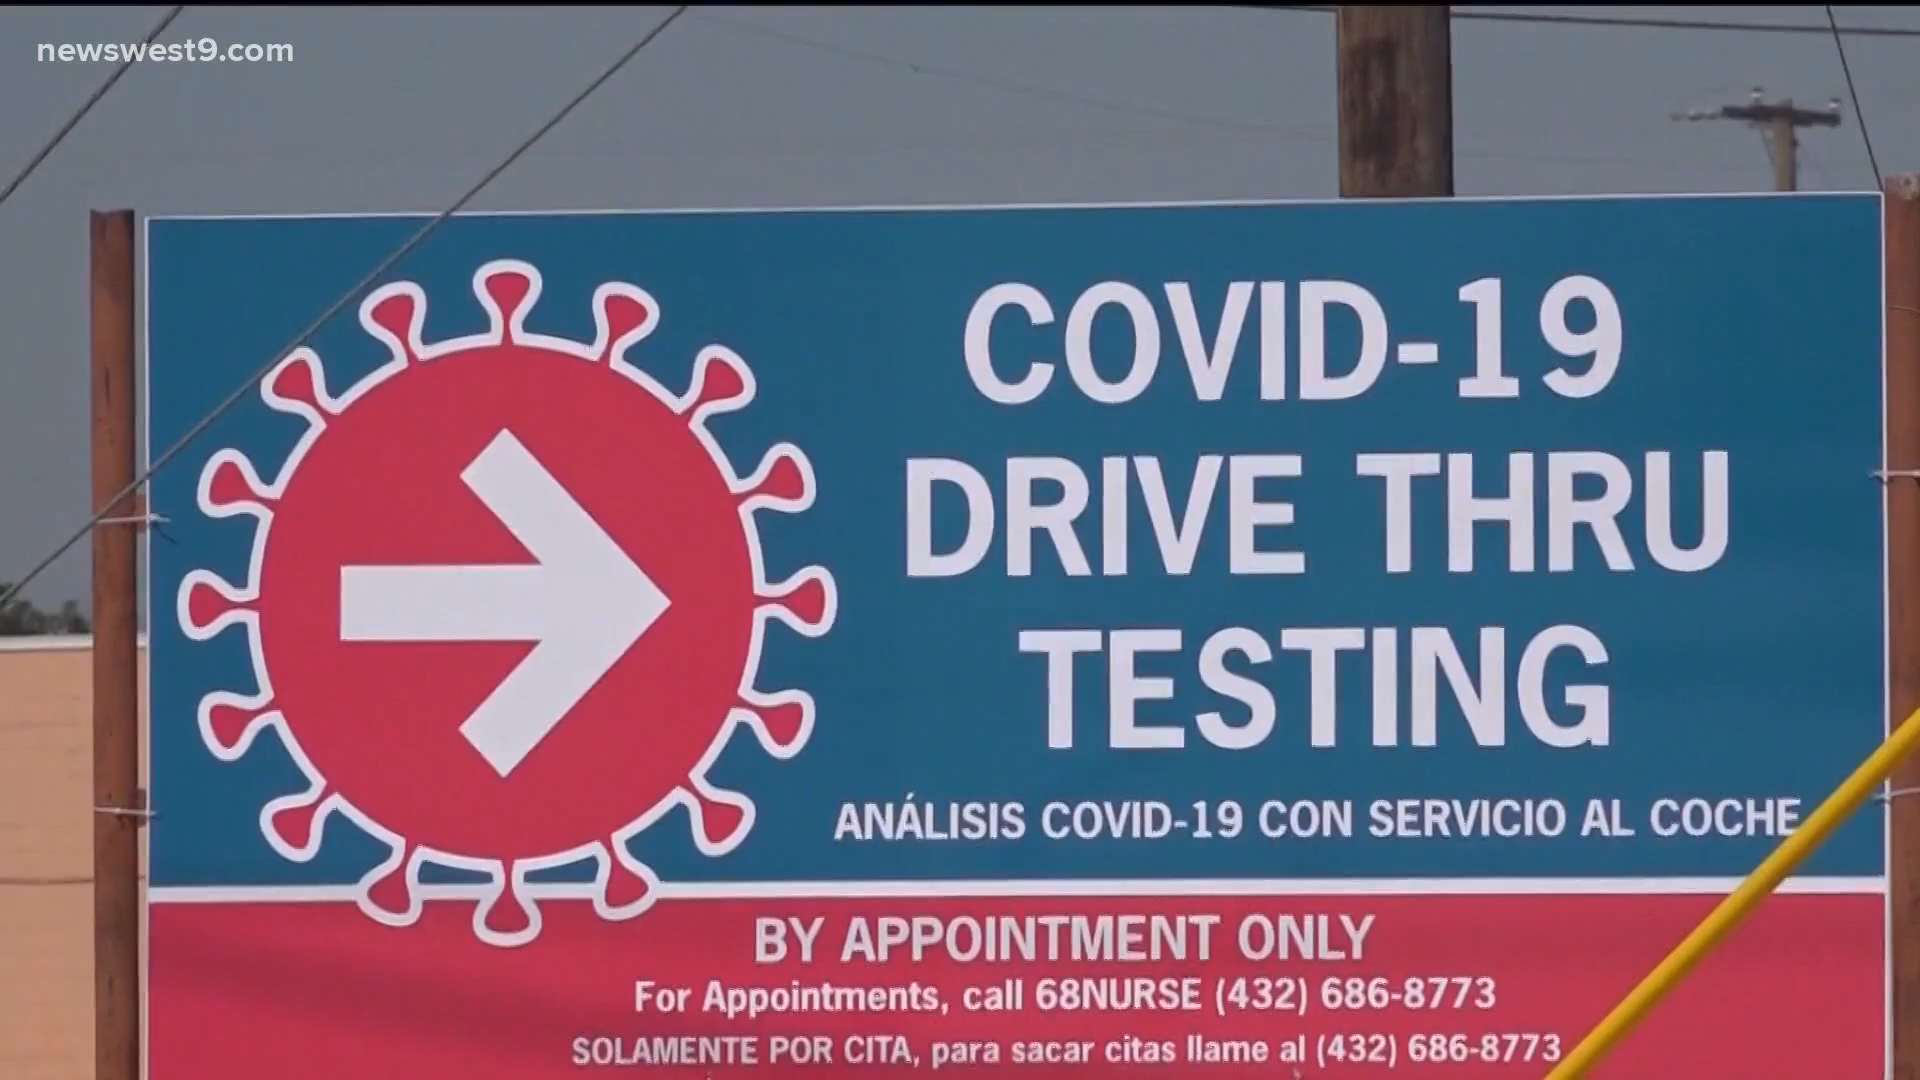 newswest9.com
COVID-19
DRIVE THRU
TESTING
ANÁLISIS COVID-19 CON SERVICIO AL COCHE
BY APPOINTMENT ONLY
For Appointments, call 68NURSE (432) 686-8773
SOLAMENTE POR CITA, para sacar citas llame al (432) 686-8773